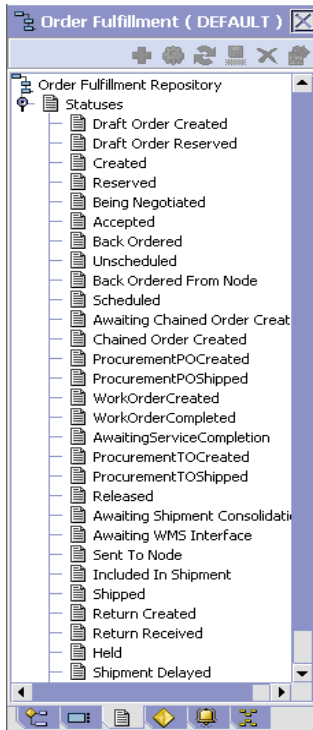 Order Fulfillment ( DEFAULT )
Order Fulfillment Repository
Statuses
Draft Order Created
Draft Order Reserved
Created
Reserved
Being Negotiated
Accepted
Back Ordered
Unscheduled
Back Ordered From Node
Scheduled
Awaiting Chained Order Creat
Chained Order Created
ProcurementPOCreated
ProcurementPOShipped
WorkOrderCreated
WorkOrderCompleted
AwaitingServiceCompletion
ProcurementTOCreated
ProcurementTOShipped
Released
Awaiting Shipment Consolidati
Awaiting WMS Interface
Sent To Node
Included In Shipment
Shipped
Return Created
Return Received
Held
Shipment Delayed